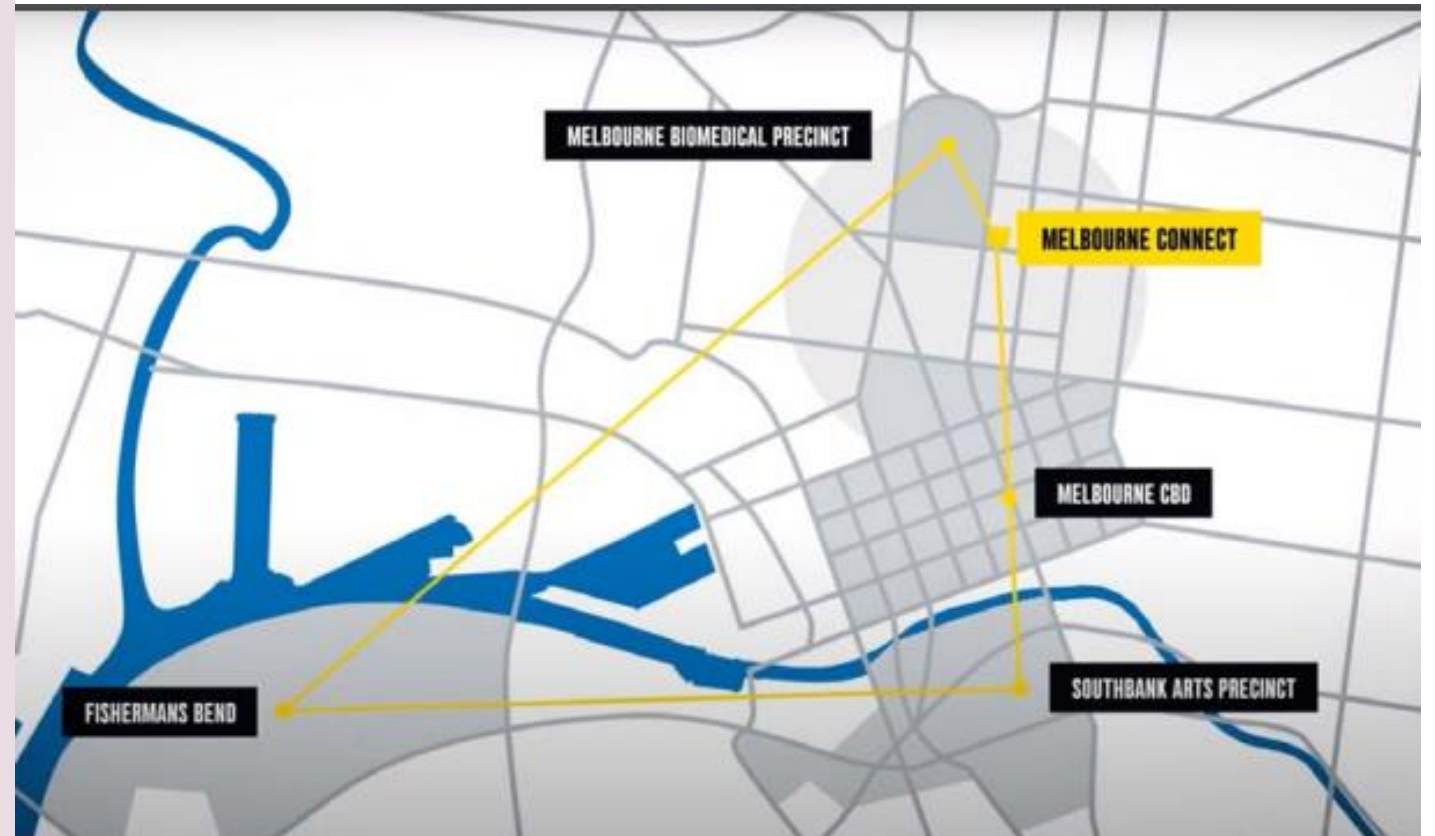 MELBOURNE BIOMEDICAL PRECINCT
MELBOURNE CONNECT
MELBOURNE CBD
SOUTHBANK ARTS PRECINCT
FISHERMANS BEND